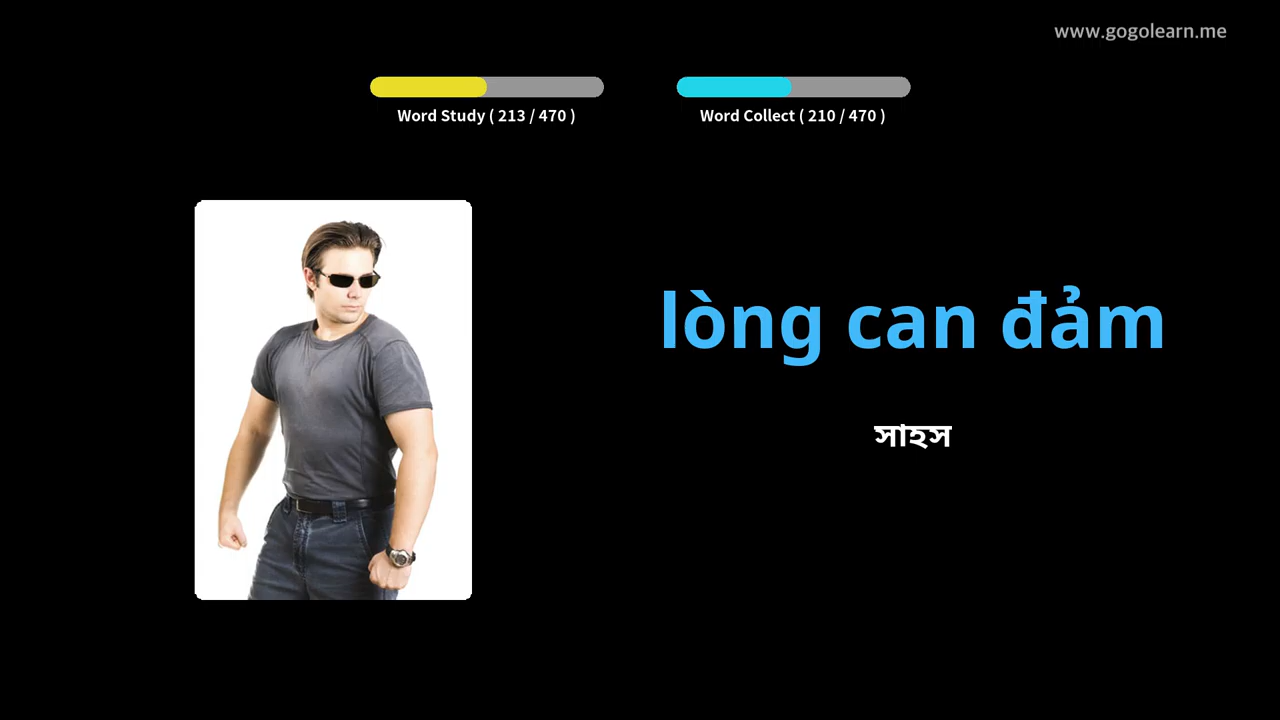 www.gogolearn.me
Word Study ( 213 / 470 )
Word Collect ( 210 / 470 )
lòng can đảm
সাহস